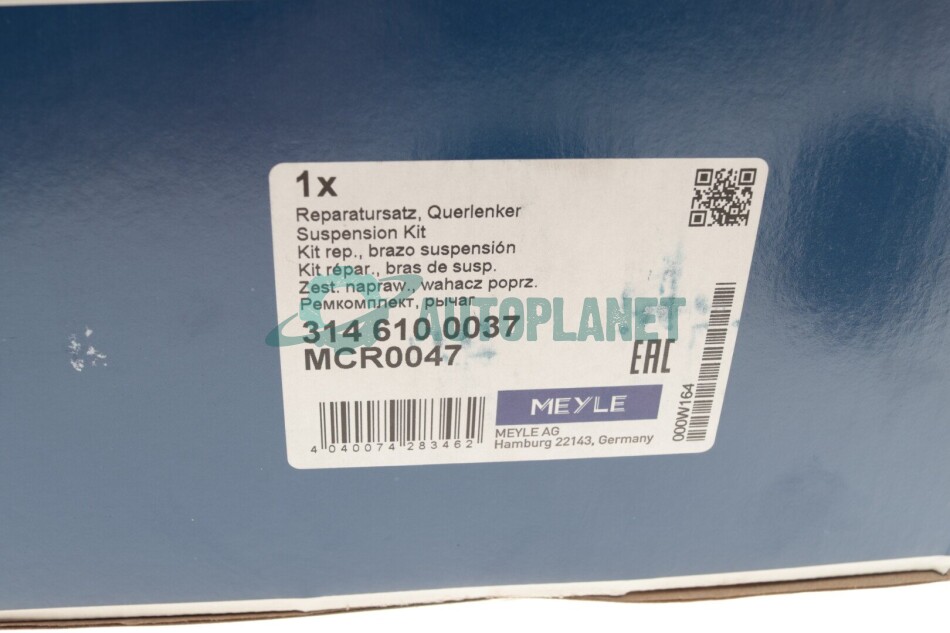 1x
Reparatursatz, Querlenker
Suspension Kit
Kit rep., brazo suspensión
Kit répar., bras de susp.
Zest. napraw., wahacz poprz.
Ремкомплект, рычаг
AUTOPLANET
314 610 0037
MCR0047
EAC
MEYLE
MEYLE AG
Hamburg 22143, Germany
4 040074 283462
000W164